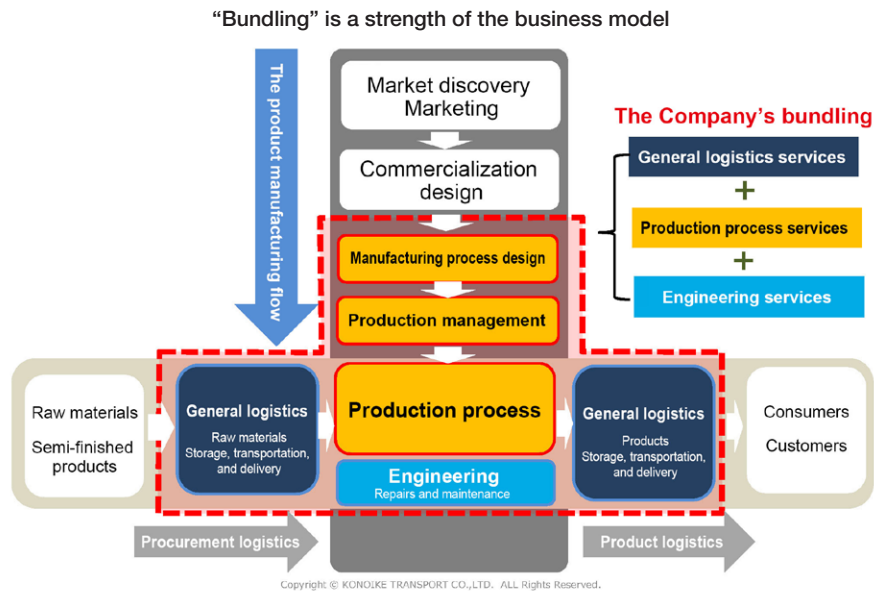 “Bundling” is a strength of the business model
The product manufacturing flow
Market discovery
Marketing
Commercialization
design
Manufacturing process design
Production management
The Company’s bundling
General logistics services
+
Production process services
+
Engineering services
Raw materials
Semi-finished
products
General logistics
Raw materials
Storage, transportation,
and delivery
Production process
Engineering
Repairs and maintenance
General logistics
Products
Storage, transportation,
and delivery
Consumers
Customers
Procurement logistics
Product logistics
Copyright © KONOIKE TRANSPORT CO.,LTD. ALL Rights Reserved.